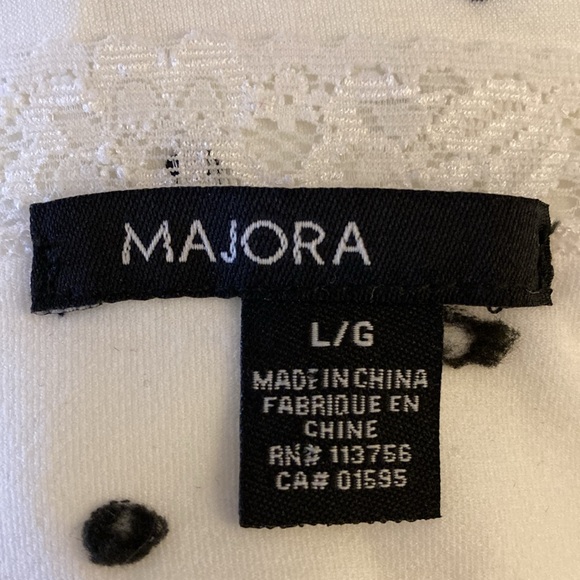 MAJORA
L/G
MADE IN CHINA
FABRIQUE EN
CHINE
RN# 113756
CA# 01595